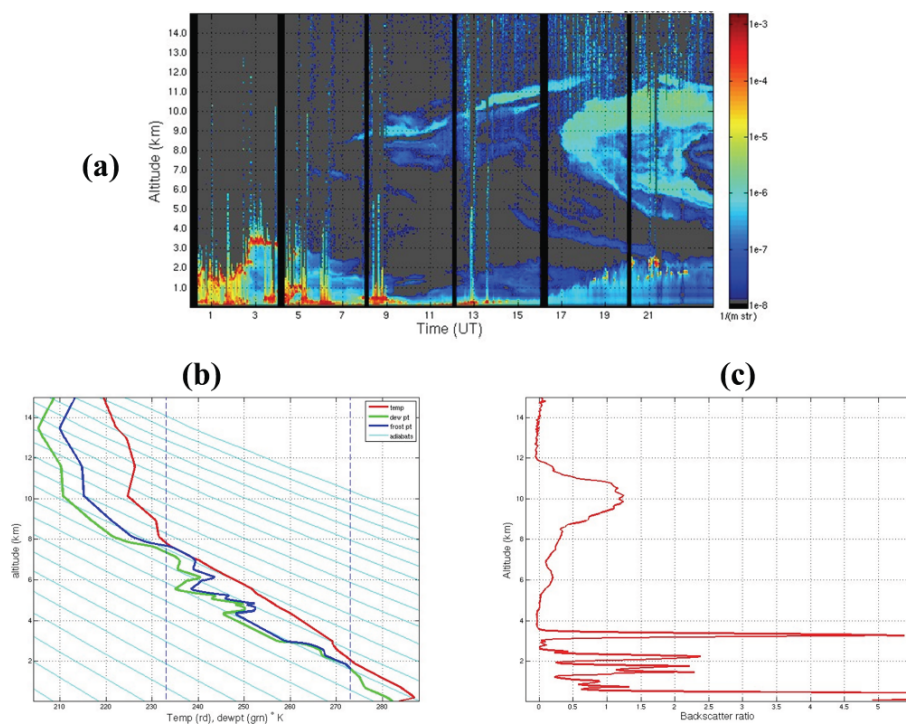 (a)
Altitude (km)
14.0
13.0
12.0
11.0
10.0
9.0
8.0
7.0
6.0
5.0
4.0
3.0
2.0
1.0
1 3 5 7 9 11 13 15 17 19 21
Time (UT)
1e-3
1e-4
1e-5
1e-6
1e-7
1e-8
1/(m str)
(b)
altitude (km)
14
12
10
8
6
4
2
210 220 230 240 250 260 270 280
Temp (rd), dewpt (grn) ° K
temp
dew pt
frost pt
adiabats
(c)
Altitude (km)
14
12
10
8
6
4
2
0 0.5 1 1.5 2 2.5 3 3.5 4 4.5 5
Backscatter ratio